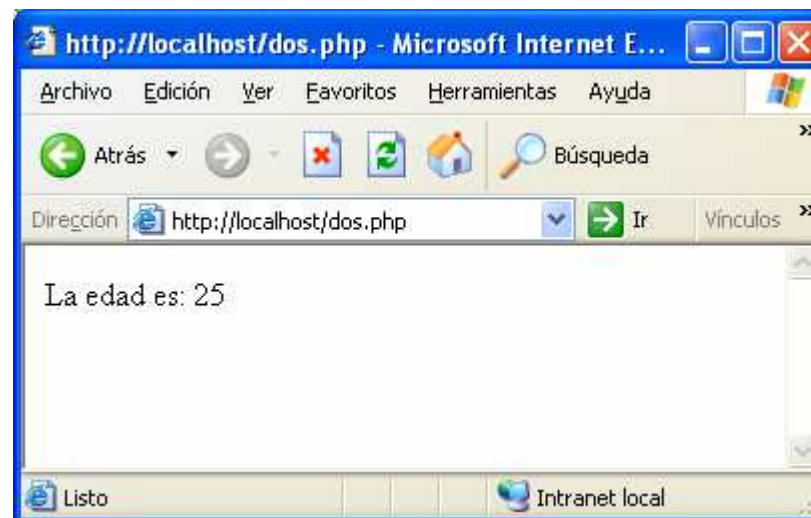 http://localhost/dos.php - Microsoft Internet E...
Archivo Edición Ver Favoritos Herramientas Ayuda
Atrás Búsqueda »
Dirección http://localhost/dos.php Ir Vínculos »
La edad es: 25
Listo Intranet local